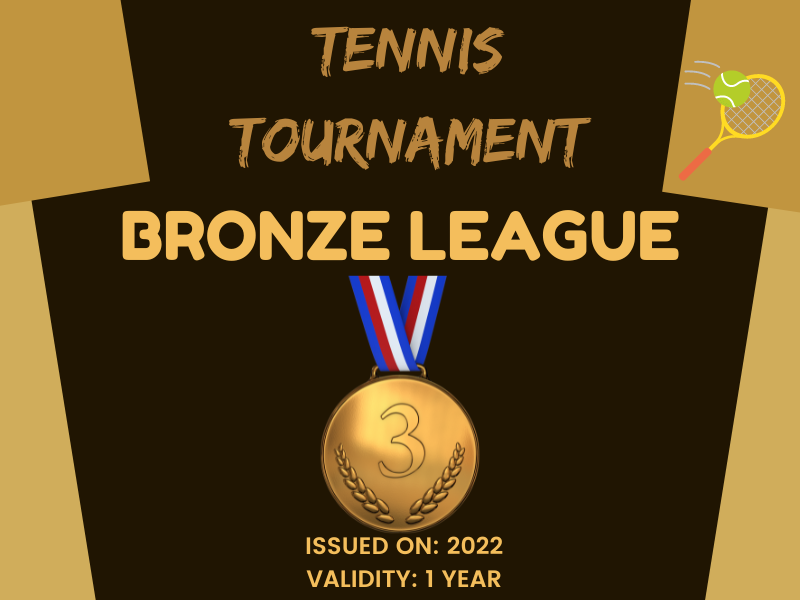 TENNIS
TOURNAMENT
BRONZE LEAGUE
3
ISSUED ON: 2022
VALIDITY: 1 YEAR